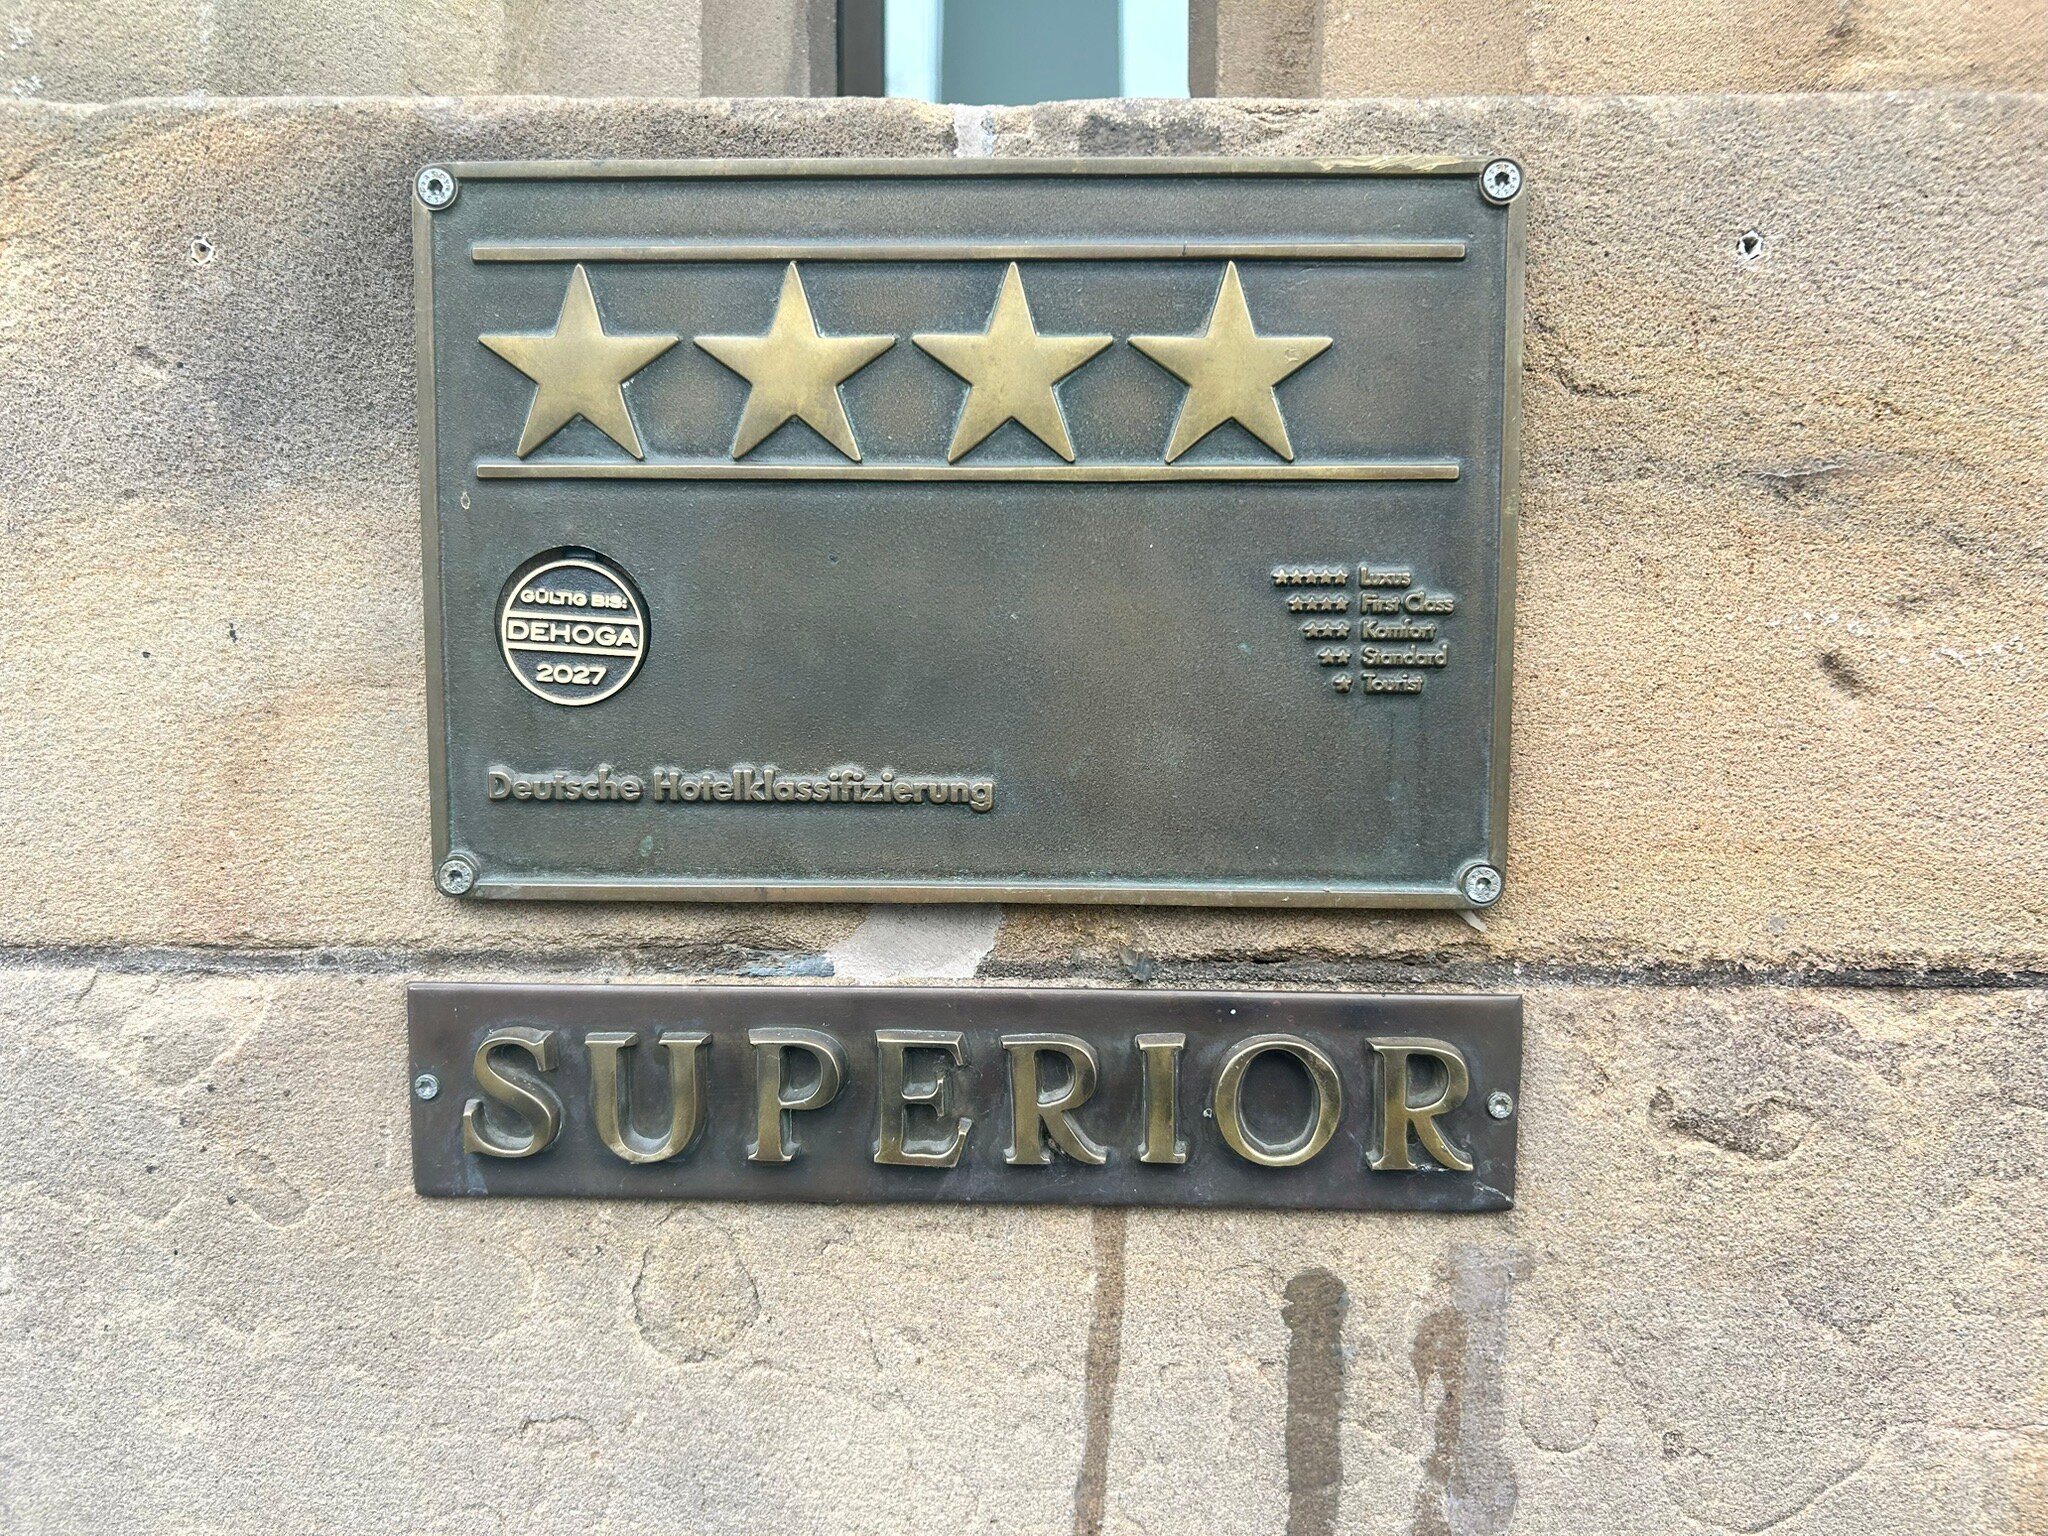 GÜLTIG BIS:
DEHOGA
2027
★★★★★ Luxus
★★★★ First Class
★★★ Komfort
★★ Standard
★ Tourist
Deutsche Hotelklassifizierung
SUPERIOR